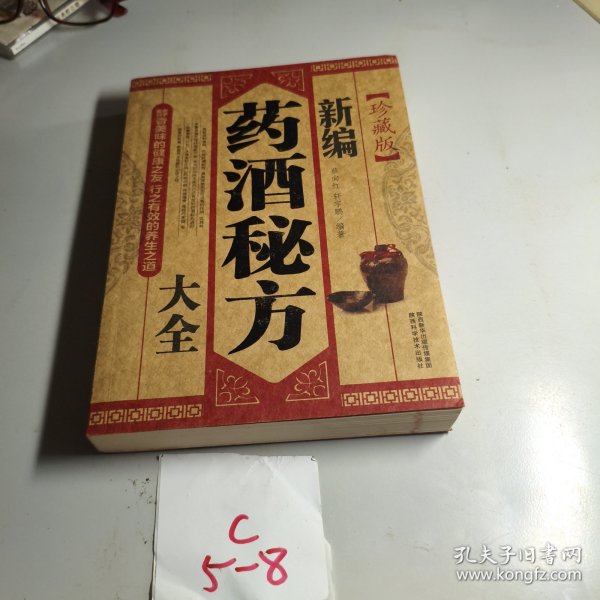 【珍藏版】
新编
药酒秘方
大全
醇香美味的健康之友 行之有效的养生之道
编著
陕西新华出版传媒集团
陕西科学技术出版社
C
5-8
孔夫子旧书网
www.kongfz.com